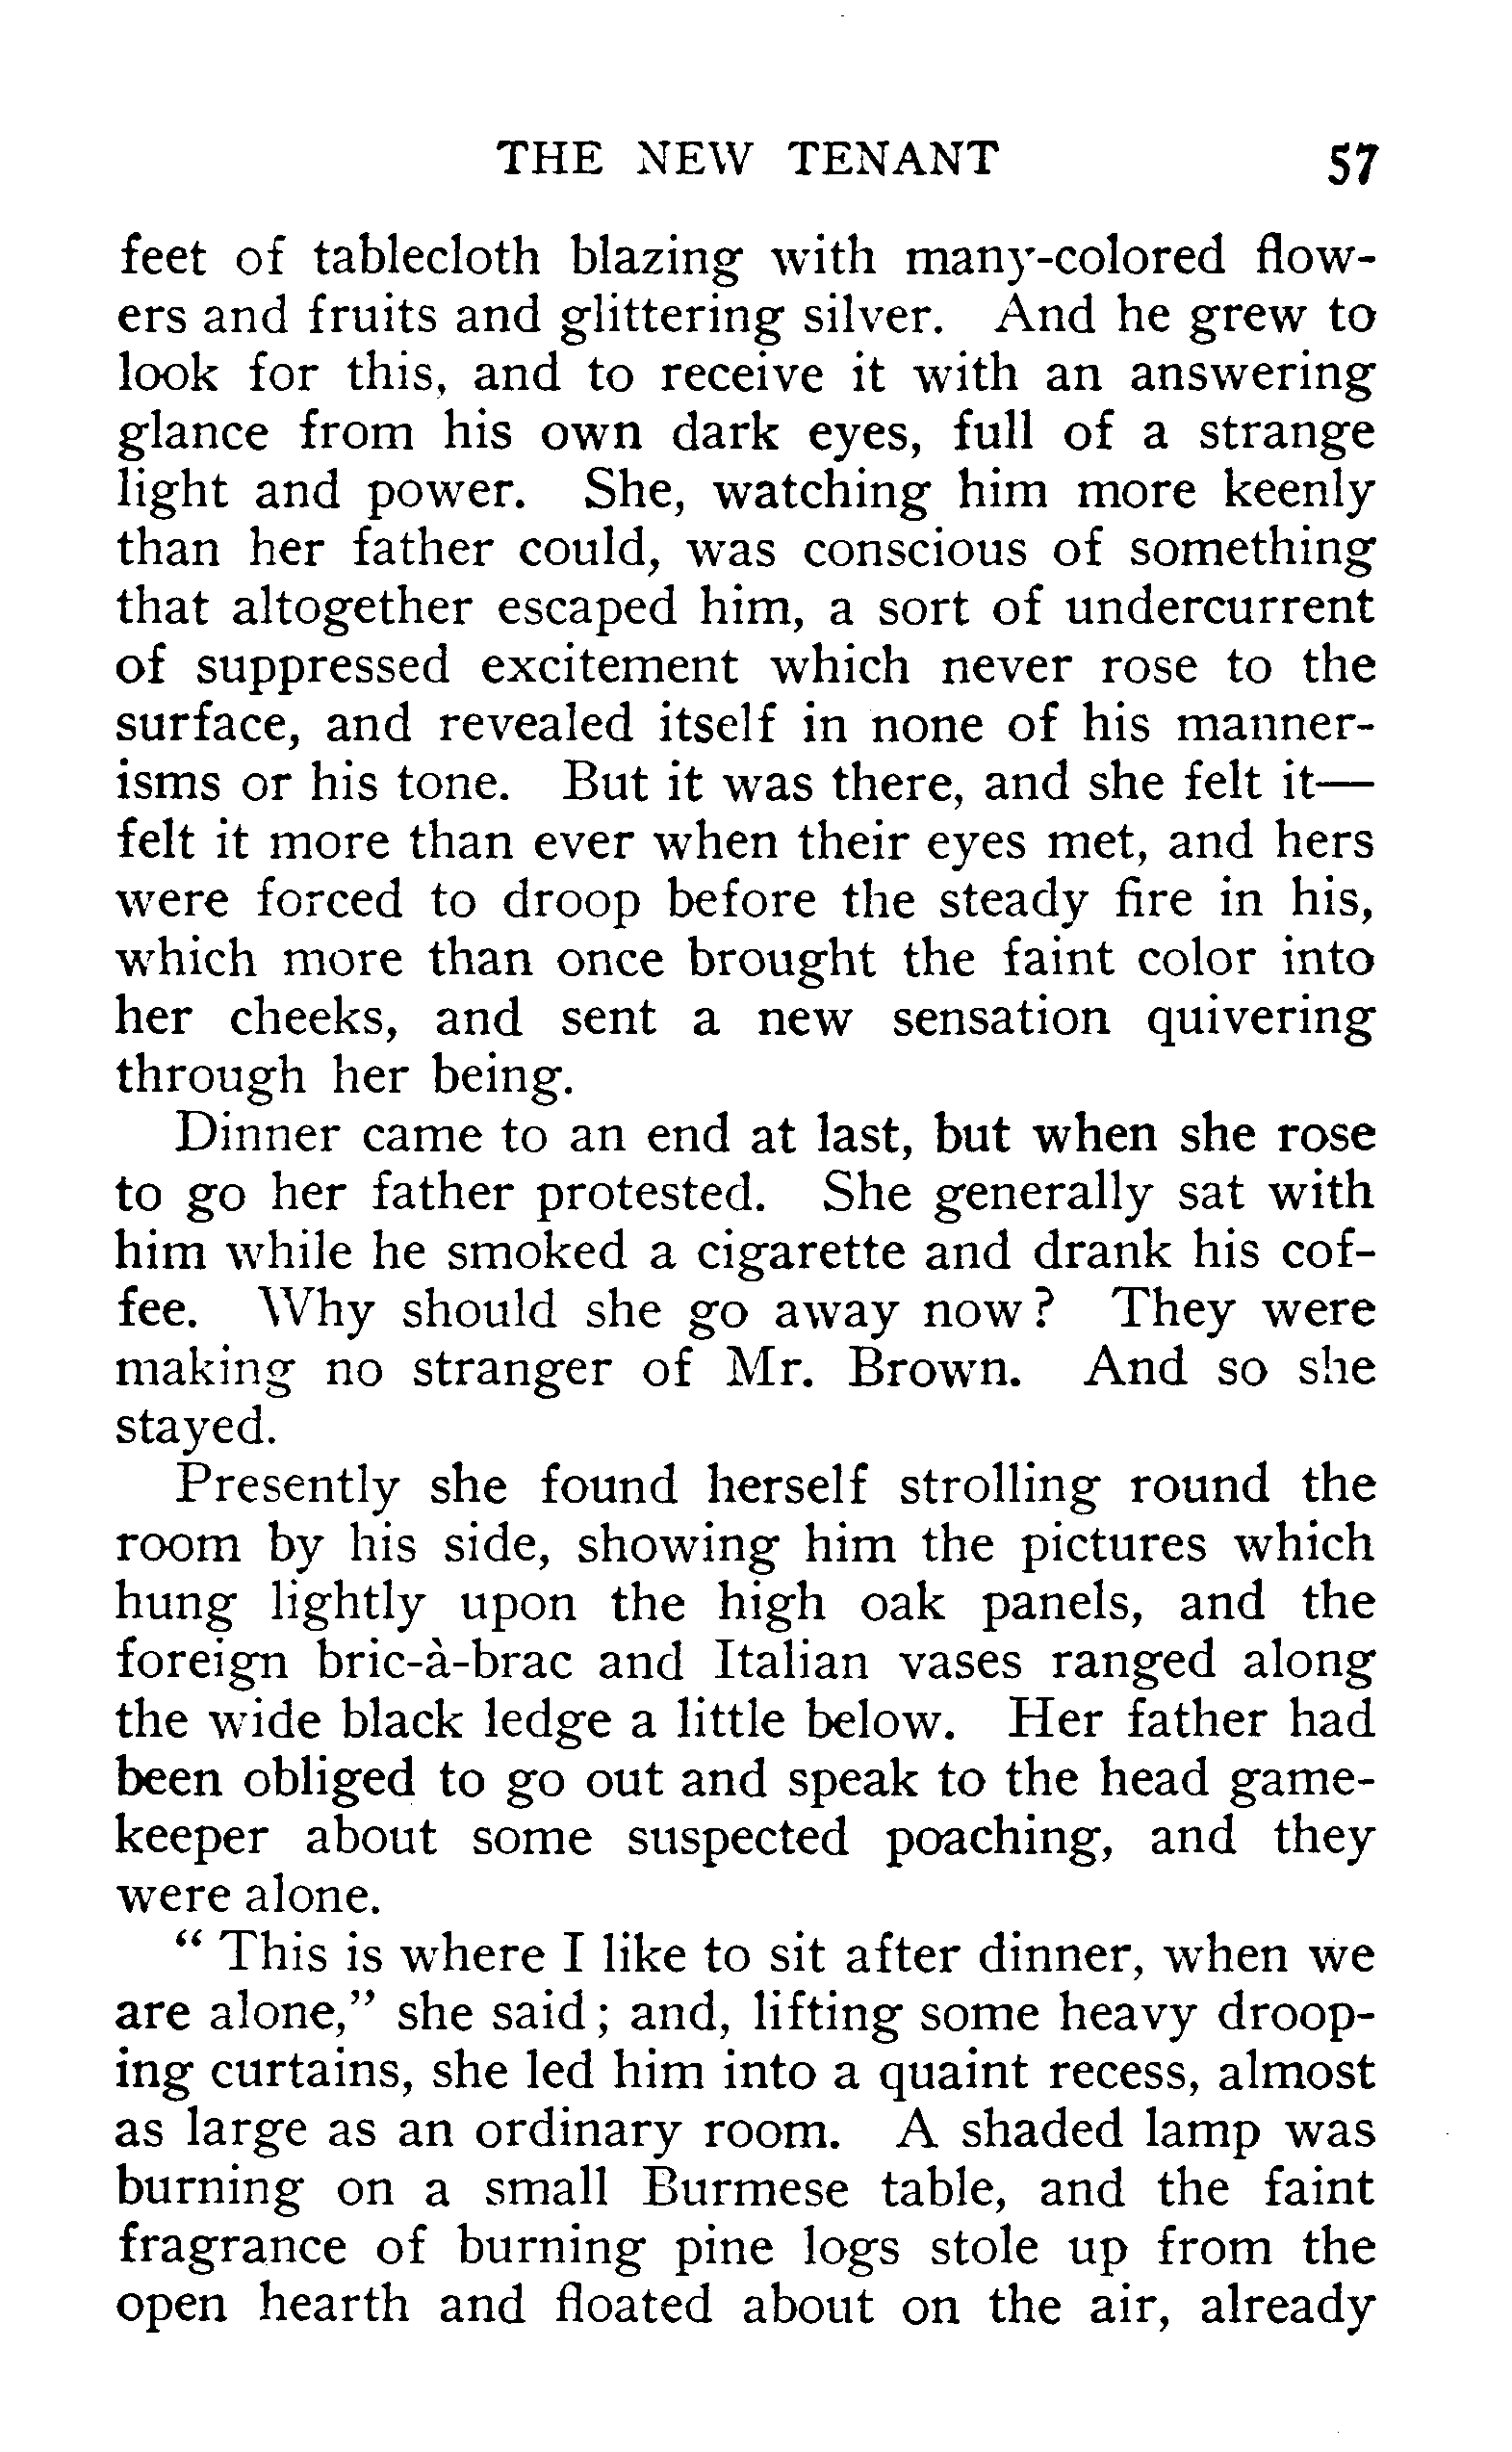 THE NEW TENANT 57
feet of tablecloth blazing with many-colored flow-
ers and fruits and glittering silver. And he grew to
look for this, and to receive it with an answering
glance from his own dark eyes, full of a strange
light and power. She, watching him more keenly
than her father could, was conscious of something
that altogether escaped him, a sort of undercurrent
of suppressed excitement which never rose to the
surface, and revealed itself in none of his manner-
isms or his tone. But it was there, and she felt it—
felt it more than ever when their eyes met, and hers
were forced to droop before the steady fire in his,
which more than once brought the faint color into
her cheeks, and sent a new sensation quivering
through her being.
Dinner came to an end at last, but when she rose
to go her father protested. She generally sat with
him while he smoked a cigarette and drank his cof-
fee. Why should she go away now? They were
making no stranger of Mr. Brown. And so she
stayed.
Presently she found herself strolling round the
room by his side, showing him the pictures which
hung lightly upon the high oak panels, and the
foreign bric-à-brac and Italian vases ranged along
the wide black ledge a little below. Her father had
been obliged to go out and speak to the head game-
keeper about some suspected poaching, and they
were alone.
“ This is where I like to sit after dinner, when we
are alone,” she said; and, lifting some heavy droop-
ing curtains, she led him into a quaint recess, almost
as large as an ordinary room. A shaded lamp was
burning on a small Burmese table, and the faint
fragrance of burning pine logs stole up from the
open hearth and floated about on the air, already